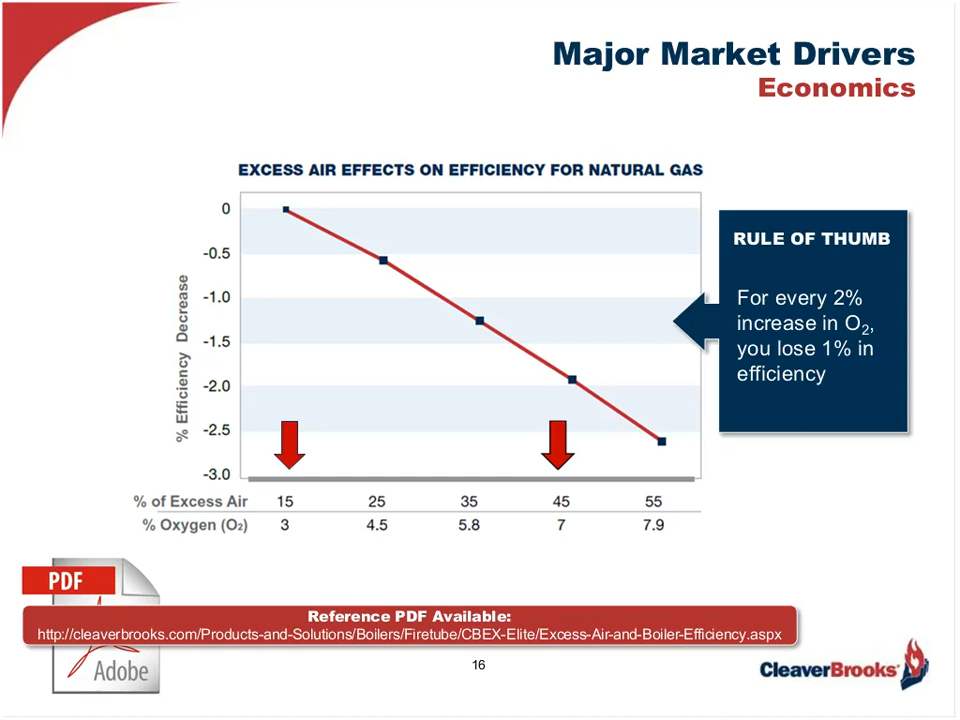 Major Market Drivers
Economics
EXCESS AIR EFFECTS ON EFFICIENCY FOR NATURAL GAS
% Efficiency Decrease
0
-0.5
-1.0
-1.5
-2.0
-2.5
-3.0
% of Excess Air 15 25 35 45 55
% Oxygen (O₂) 3 4.5 5.8 7 7.9
RULE OF THUMB
For every 2%
increase in O₂,
you lose 1% in
efficiency
PDF
Reference PDF Available:
http://cleaverbrooks.com/Products-and-Solutions/Boilers/Firetube/CBEX-Elite/Excess-Air-and-Boiler-Efficiency.aspx
Adobe
16
CleaverBrooks®